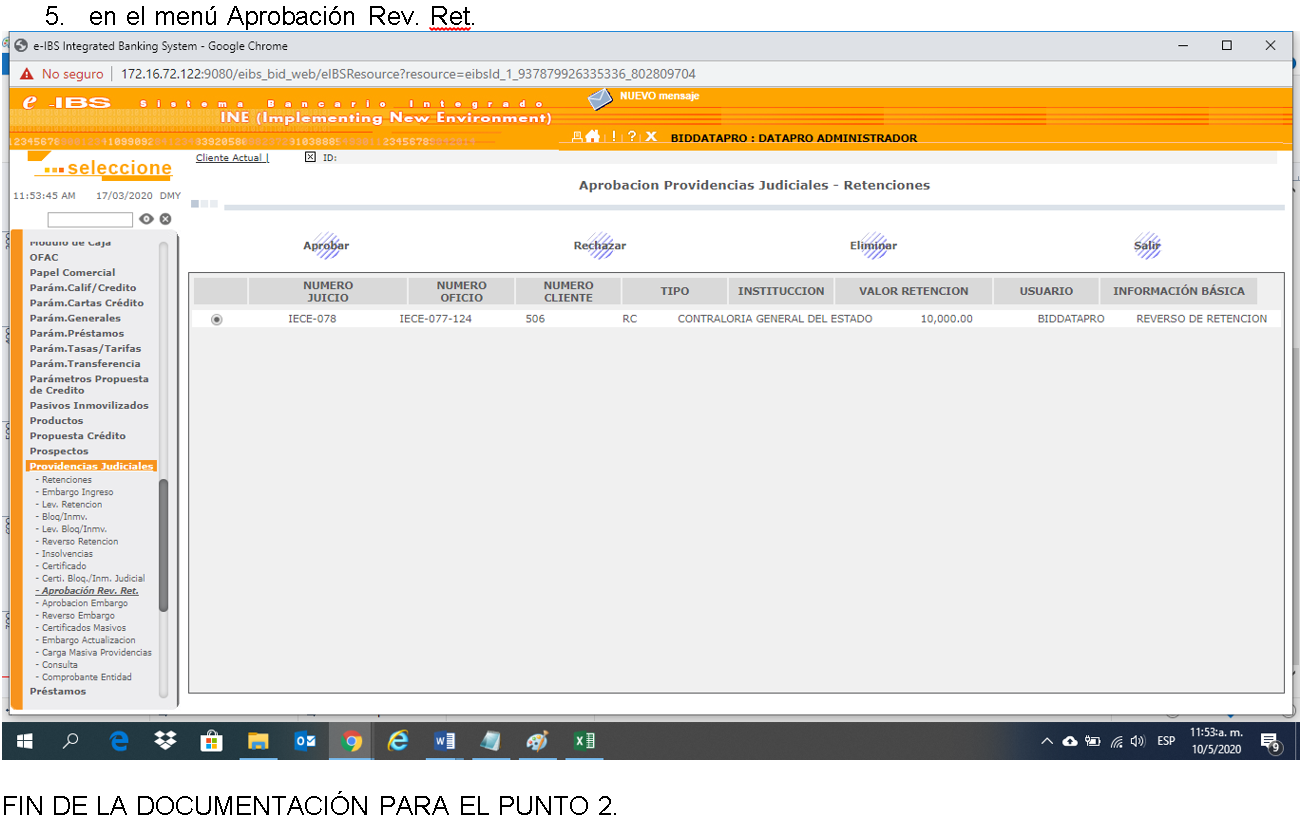 5. en el menú Aprobación Rev. Ret.
e-IBS Integrated Banking System - Google Chrome
No seguro | 172.16.72.122:9080/eibs_bid_web/eIBSResource?resource=eibsId_1_937879926335336_802809704
e-IBS Sistema Bancario Integrado
NUEVO mensaje
INE (Implementing New Environment)
BIDDATAPRO : DATAPRO ADMINISTRADOR
seleccione
Cliente Actual | ID:
11:53:45 AM 17/03/2020 DMY
Aprobacion Providencias Judiciales - Retenciones
Aprobar Rechazar Eliminar Salir
NUMERO JUICIO NUMERO OFICIO NUMERO CLIENTE TIPO INSTITUCCION VALOR RETENCION USUARIO INFORMACIÓN BÁSICA
IECE-078 IECE-077-124 506 RC CONTRALORIA GENERAL DEL ESTADO 10,000.00 BIDDATAPRO REVERSO DE RETENCION
Módulo de Caja
OFAC
Papel Comercial
Parám.Calif/Credito
Parám.Cartas Crédito
Parám.Generales
Parám.Préstamos
Parám.Tasas/Tarifas
Parám.Transferencia
Parámetros Propuesta
de Credito
Pasivos Inmovilizados
Productos
Propuesta Crédito
Prospectos
Providencias Judiciales
- Retenciones
- Embargo Ingreso
- Lev. Retencion
- Bloq/Inmv.
- Lev. Bloq/Inmv.
- Reverso Retencion
- Insolvencias
- Certificado
- Certi. Bloq./Inm. Judicial
- Aprobación Rev. Ret.
- Aprobacion Embargo
- Reverso Embargo
- Certificados Masivos
- Embargo Actualizacion
- Carga Masiva Providencias
- Consulta
- Comprobante Entidad
Préstamos
ESP
11:53:a. m.
10/5/2020
9
FIN DE LA DOCUMENTACIÓN PARA EL PUNTO 2.